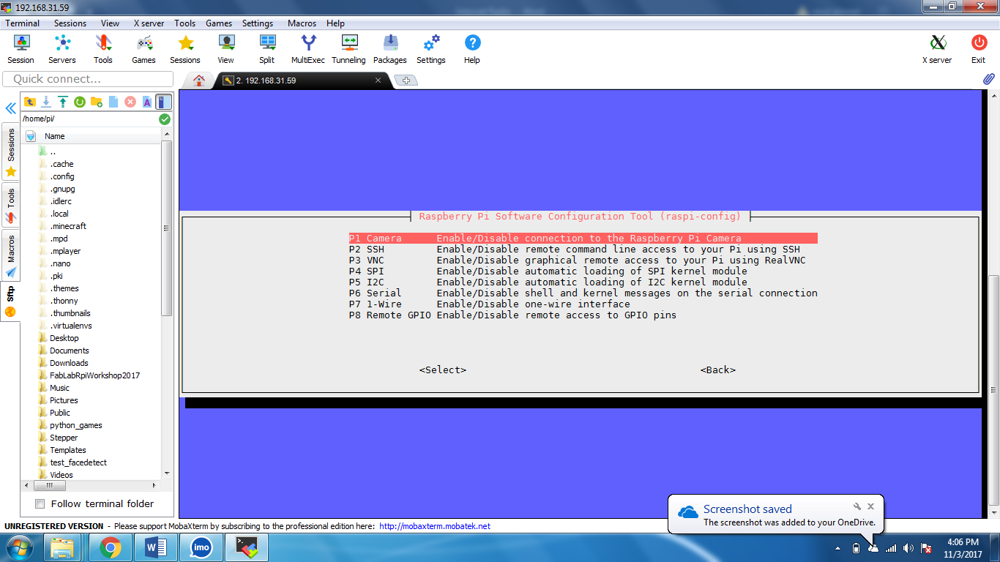 192.168.31.59
Terminal Sessions View X server Tools Games Settings Macros Help
Session Servers Tools Games Sessions View Split MultiExec Tunneling Packages Settings Help X server Exit
Quick connect...
2. 192.168.31.59
/home/pi/
Name
..
.cache
.config
.gnupg
.idlerc
.local
.minecraft
.mpd
.mplayer
.nano
.pki
.themes
.thonny
.thumbnails
.virtualenvs
Desktop
Documents
Downloads
FabLabRpiWorkshop2017
Music
Pictures
Public
python_games
Stepper
Templates
test_facedetect
Videos
Follow terminal folder
Sessions
Tools
Macros
Sftp
Raspberry Pi Software Configuration Tool (raspi-config)
P1 Camera Enable/Disable connection to the Raspberry Pi Camera
P2 SSH Enable/Disable remote command line access to your Pi using SSH
P3 VNC Enable/Disable graphical remote access to your Pi using RealVNC
P4 SPI Enable/Disable automatic loading of SPI kernel module
P5 I2C Enable/Disable automatic loading of I2C kernel module
P6 Serial Enable/Disable shell and kernel messages on the serial connection
P7 1-Wire Enable/Disable one-wire interface
P8 Remote GPIO Enable/Disable remote access to GPIO pins
<Select> <Back>
Screenshot saved
The screenshot was added to your OneDrive.
UNREGISTERED VERSION - Please support MobaXterm by subscribing to the professional edition here: http://mobaxterm.mobatek.net
imo
4:06 PM
11/3/2017